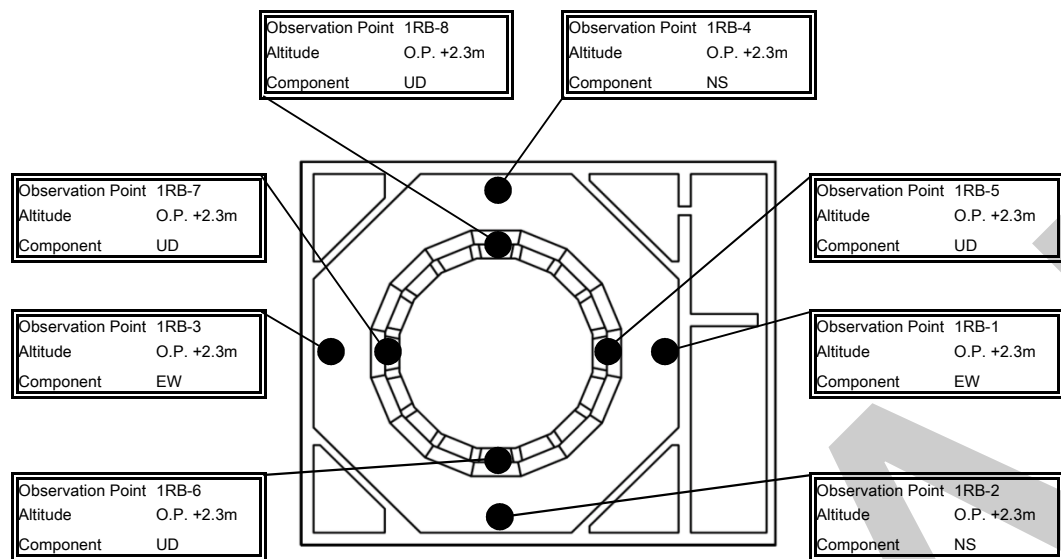 Observation Point 1RB-8
Altitude O.P. +2.3m
Component UD
Observation Point 1RB-4
Altitude O.P. +2.3m
Component NS
Observation Point 1RB-7
Altitude O.P. +2.3m
Component UD
Observation Point 1RB-5
Altitude O.P. +2.3m
Component UD
Observation Point 1RB-3
Altitude O.P. +2.3m
Component EW
Observation Point 1RB-1
Altitude O.P. +2.3m
Component EW
Observation Point 1RB-6
Altitude O.P. +2.3m
Component UD
Observation Point 1RB-2
Altitude O.P. +2.3m
Component NS